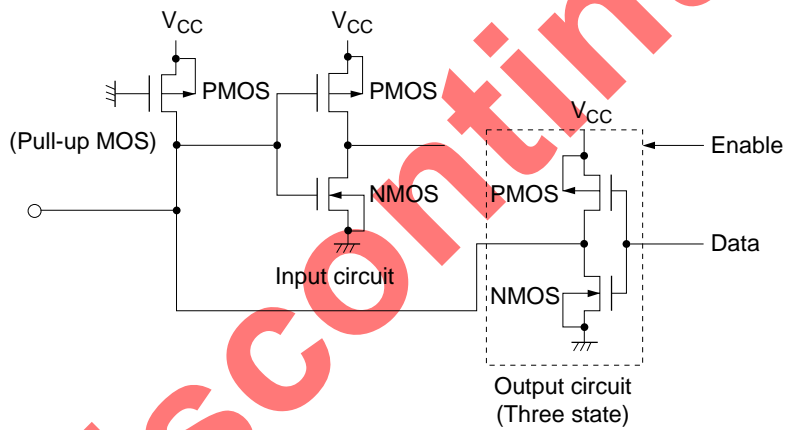 VCC
VCC
PMOS
PMOS
VCC
(Pull-up MOS)
Enable
NMOS
PMOS
Data
Input circuit
NMOS
Output circuit
(Three state)